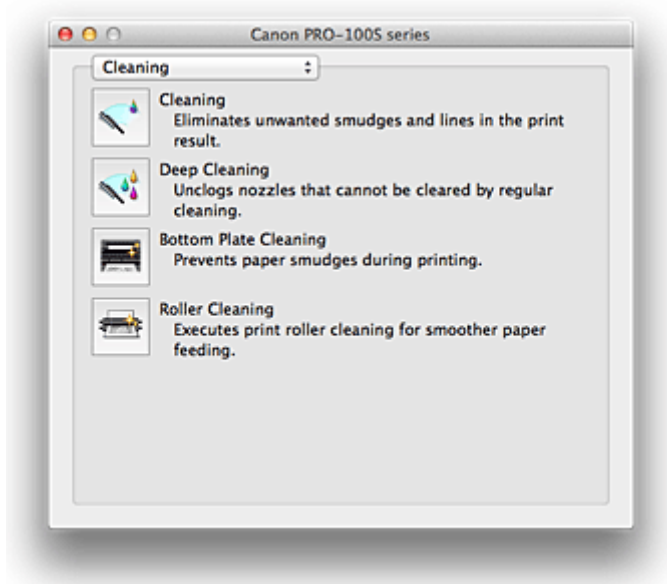 Canon PRO-100S series
Cleaning
Cleaning
Eliminates unwanted smudges and lines in the print
result.
Deep Cleaning
Unclogs nozzles that cannot be cleared by regular
cleaning.
Bottom Plate Cleaning
Prevents paper smudges during printing.
Roller Cleaning
Executes print roller cleaning for smoother paper
feeding.